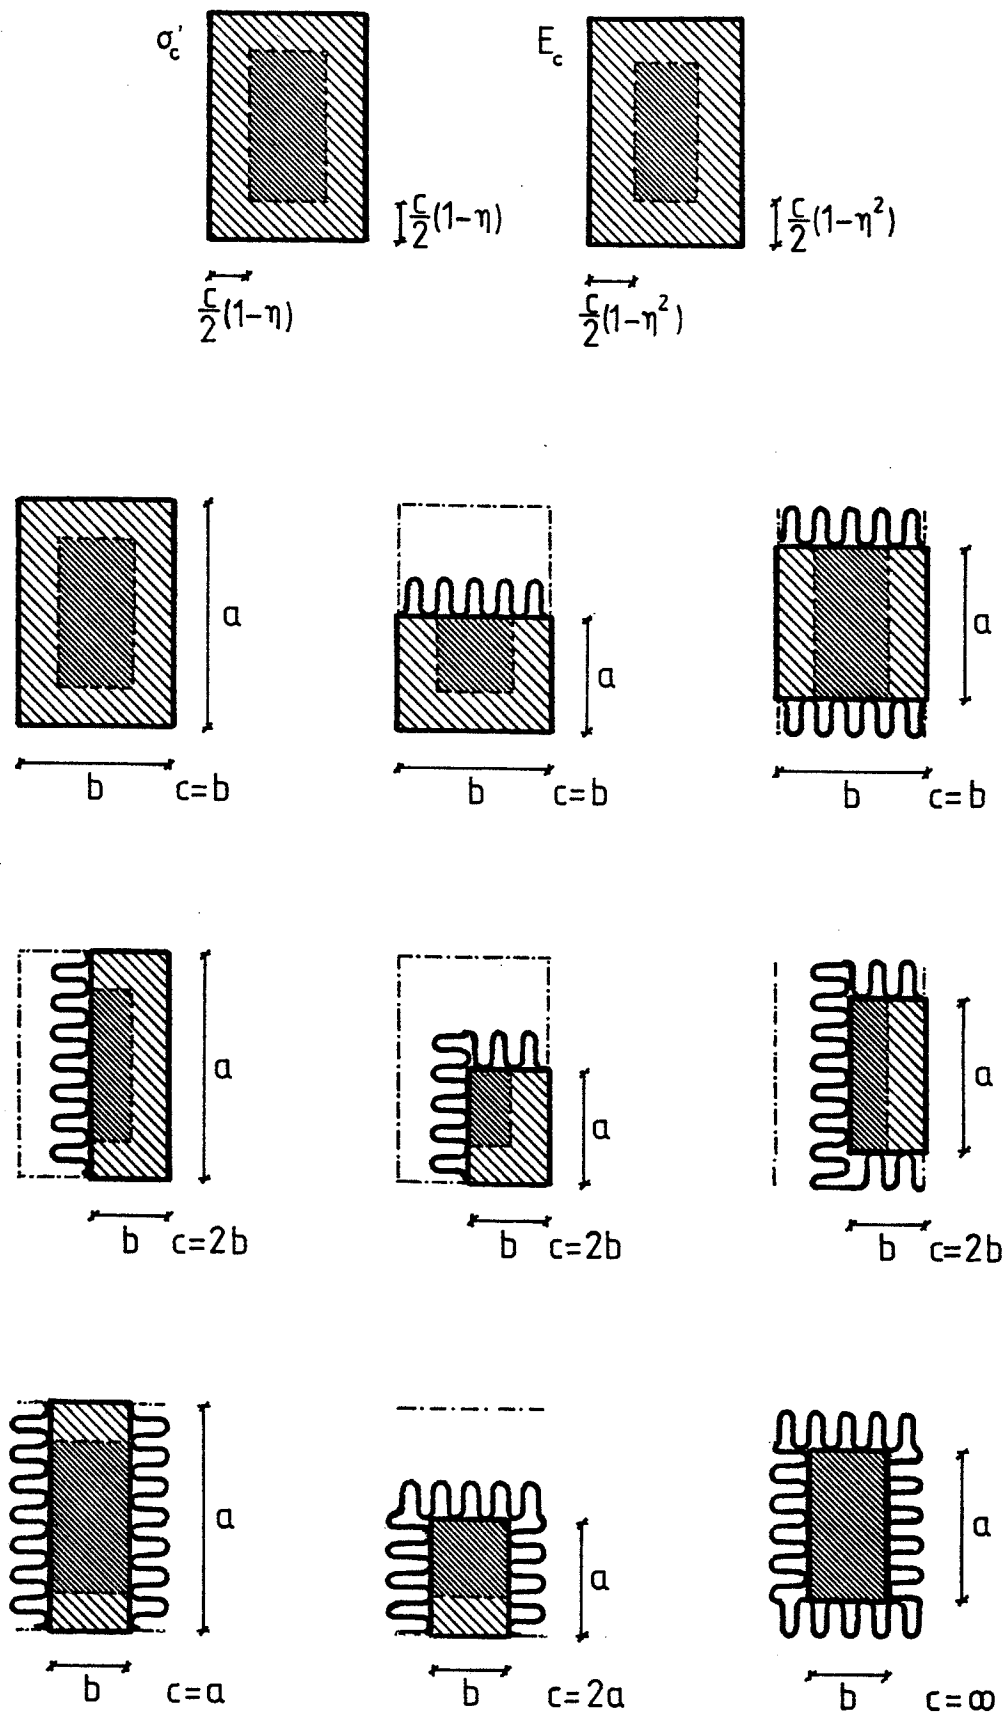 σc' Ec
c/2(1-η) c/2(1-η²)
c/2(1-η) c/2(1-η²)
a a a
b c=b b c=b b c=b
a a a
b c=2b b c=2b b c=2b
a a a
b c=a b c=2a b c=∞